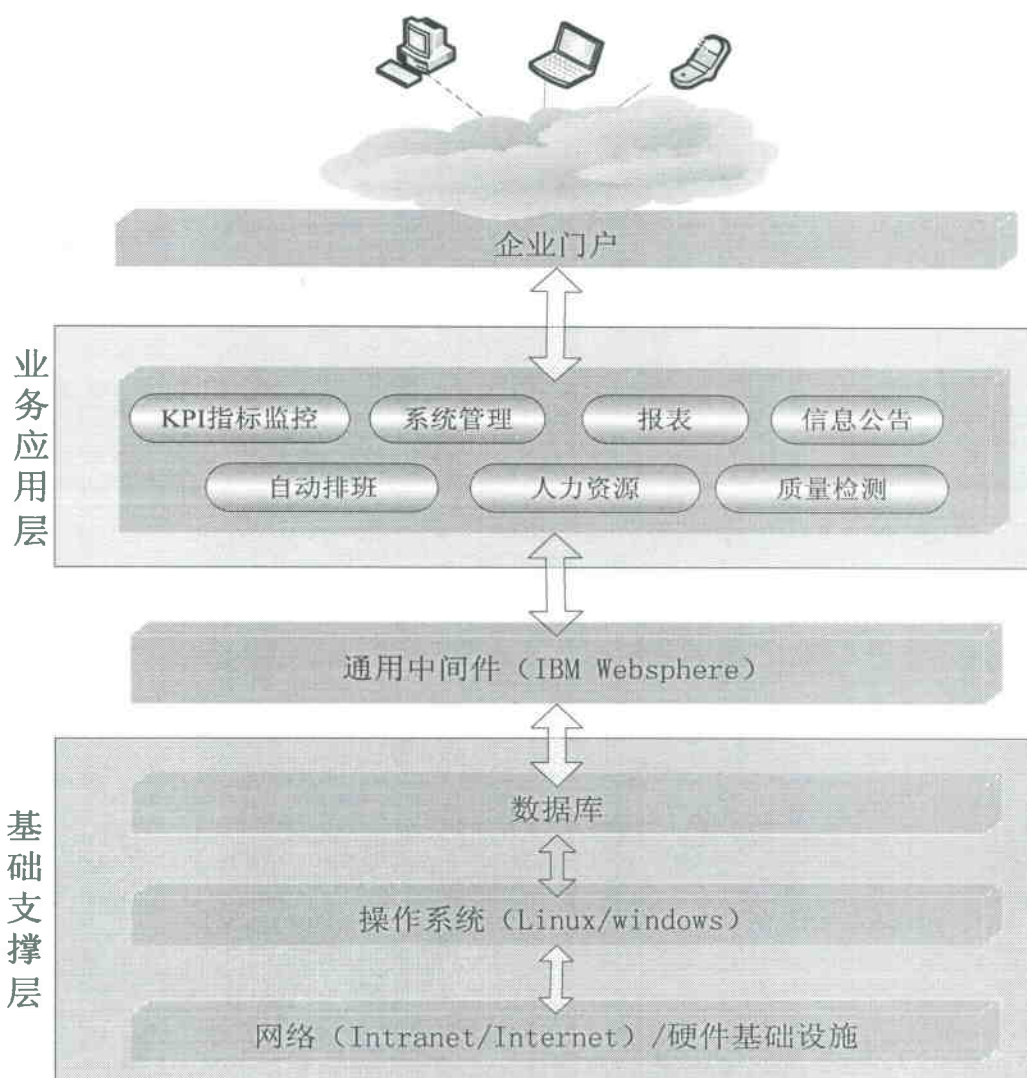 企业门户
业务应用层
KPI指标监控 系统管理 报表 信息公告
自动排班 人力资源 质量检测
通用中间件（IBM Websphere）
基础支撑层
数据库
操作系统（Linux/windows）
网络（Intranet/Internet）/硬件基础设施